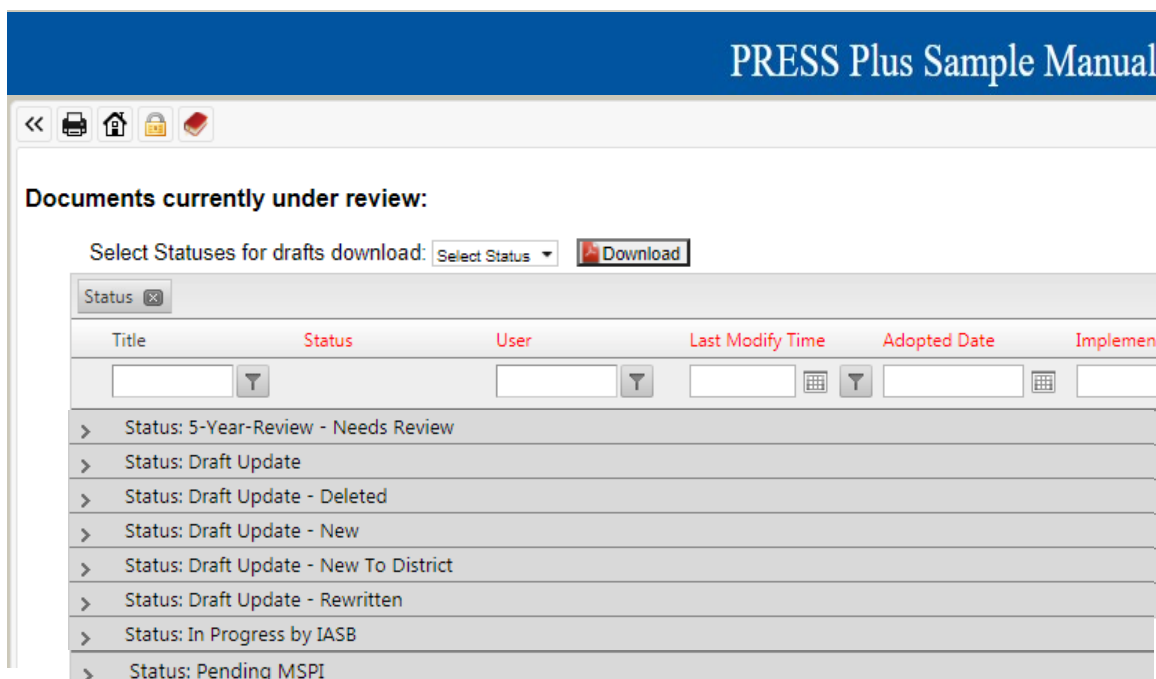 PRESS Plus Sample Manual
Documents currently under review:
Select Statuses for drafts download: Select Status Download
Status
Title Status User Last Modify Time Adopted Date Implemen
Status: 5-Year-Review - Needs Review
Status: Draft Update
Status: Draft Update - Deleted
Status: Draft Update - New
Status: Draft Update - New To District
Status: Draft Update - Rewritten
Status: In Progress by IASB
Status: Pending MSPI